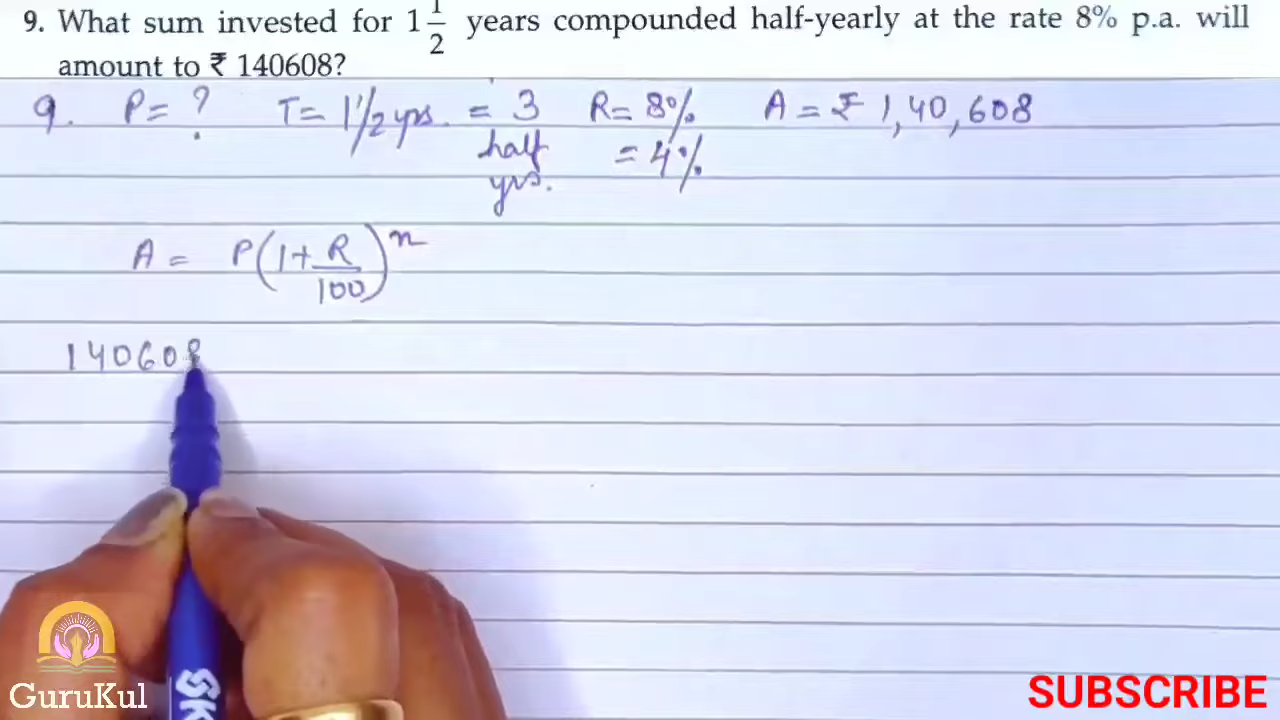 9. What sum invested for 1 1/2 years compounded half-yearly at the rate 8% p.a. will
amount to ₹ 140608?
9. P = ? T = 1 1/2 yrs. = 3 half yrs. R = 8% = 4% A = ₹ 1,40,608
A = P(1 + R/100)^n
140608
GuruKul
SK
SUBSCRIBE